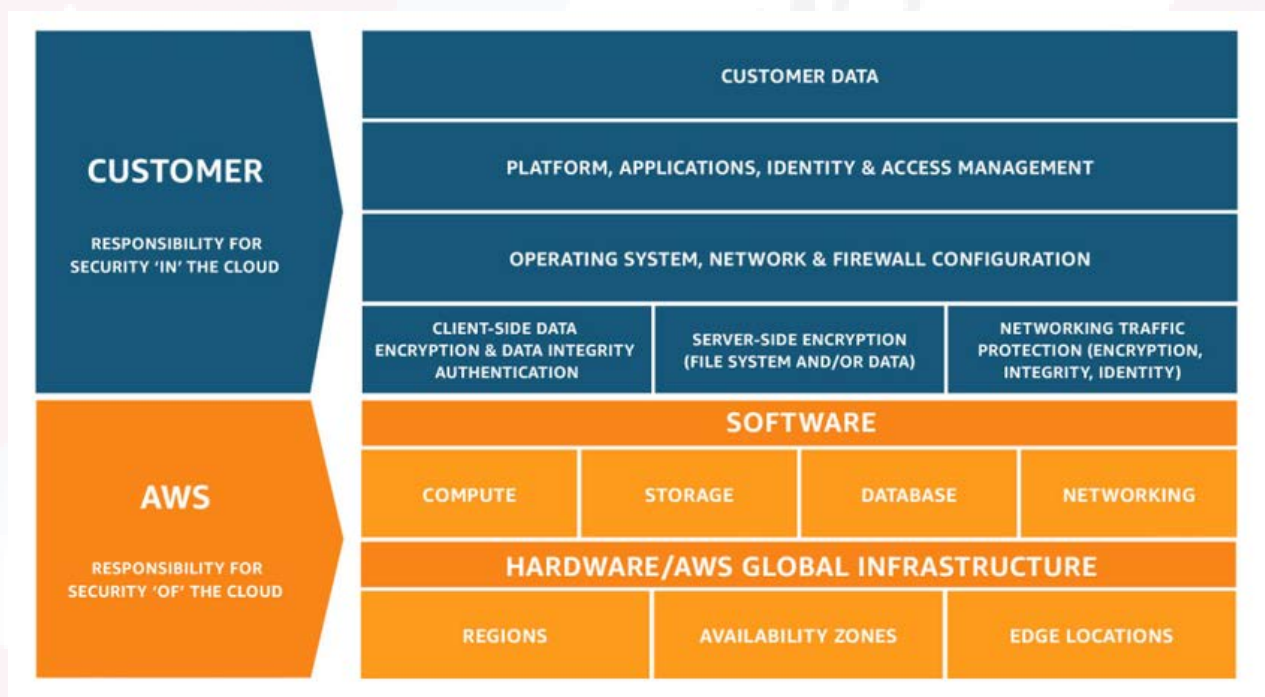 CUSTOMER
RESPONSIBILITY FOR
SECURITY ‘IN’ THE CLOUD
CUSTOMER DATA
PLATFORM, APPLICATIONS, IDENTITY & ACCESS MANAGEMENT
OPERATING SYSTEM, NETWORK & FIREWALL CONFIGURATION
CLIENT-SIDE DATA
ENCRYPTION & DATA INTEGRITY
AUTHENTICATION
SERVER-SIDE ENCRYPTION
(FILE SYSTEM AND/OR DATA)
NETWORKING TRAFFIC
PROTECTION (ENCRYPTION,
INTEGRITY, IDENTITY)
AWS
RESPONSIBILITY FOR
SECURITY ‘OF’ THE CLOUD
SOFTWARE
COMPUTE
STORAGE
DATABASE
NETWORKING
HARDWARE/AWS GLOBAL INFRASTRUCTURE
REGIONS
AVAILABILITY ZONES
EDGE LOCATIONS